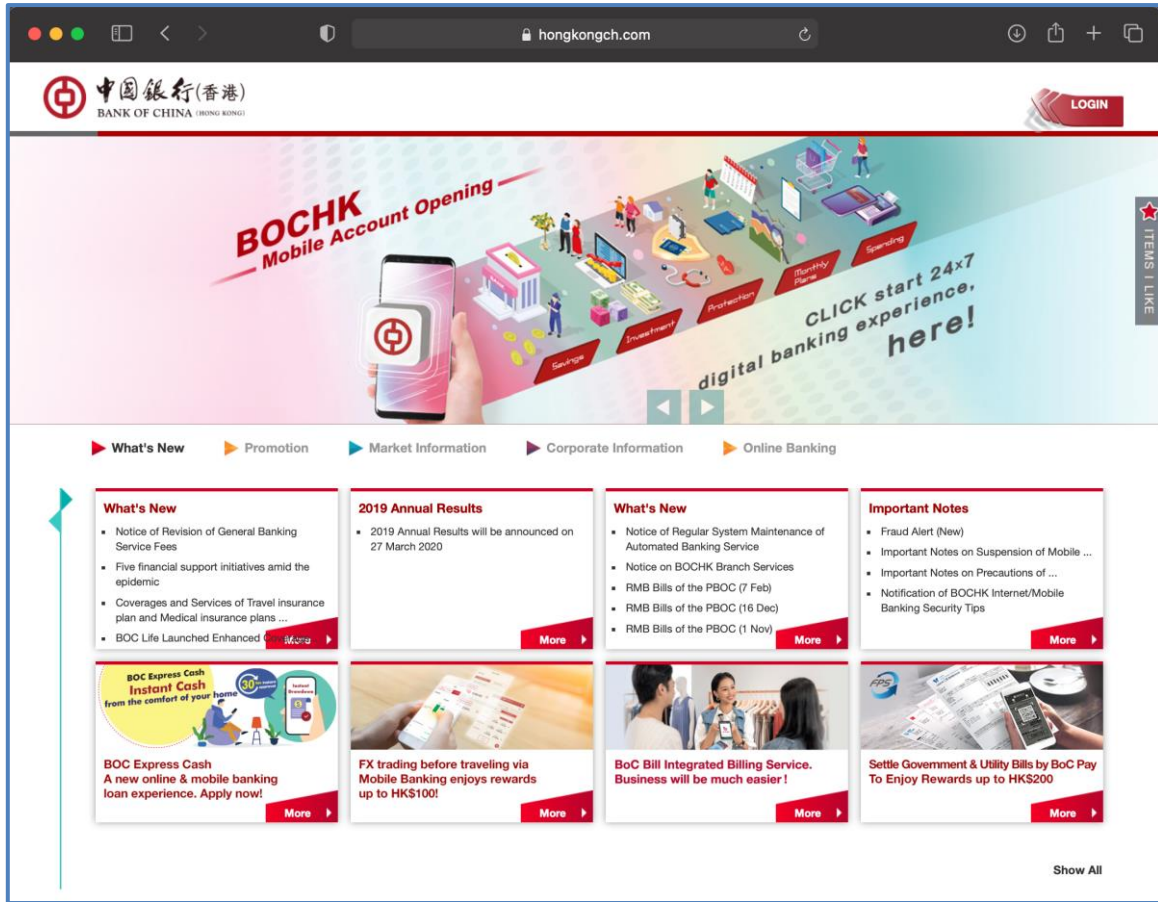 hongkongch.com
中國銀行(香港)
BANK OF CHINA (HONG KONG)
LOGIN
BOCHK
Mobile Account Opening
Savings
Investment
Protection
Monthly
Plans
Spending
CLICK start 24x7
digital banking experience,
here!
ITEMS I LIKE
What's New
Promotion
Market Information
Corporate Information
Online Banking
What's New
Notice of Revision of General Banking
Service Fees
Five financial support initiatives amid the
epidemic
Coverages and Services of Travel insurance
plan and Medical insurance plans ...
BOC Life Launched Enhanced
More
2019 Annual Results
2019 Annual Results will be announced on
27 March 2020
More
What's New
Notice of Regular System Maintenance of
Automated Banking Service
Notice on BOCHK Branch Services
RMB Bills of the PBOC (7 Feb)
RMB Bills of the PBOC (16 Dec)
RMB Bills of the PBOC (1 Nov)
More
Important Notes
Fraud Alert (New)
Important Notes on Suspension of Mobile ...
Important Notes on Precautions of ...
Notification of BOCHK Internet/Mobile
Banking Security Tips
More
BOC Express Cash
Instant Cash
from the comfort of your home
30
BOC Express Cash
A new online & mobile banking
loan experience. Apply now!
More
FX trading before traveling via
Mobile Banking enjoys rewards
up to HK$100!
More
BoC Bill Integrated Billing Service.
Business will be much easier !
More
FPS
Settle Government & Utility Bills by BoC Pay
To Enjoy Rewards up to HK$200
More
Show All